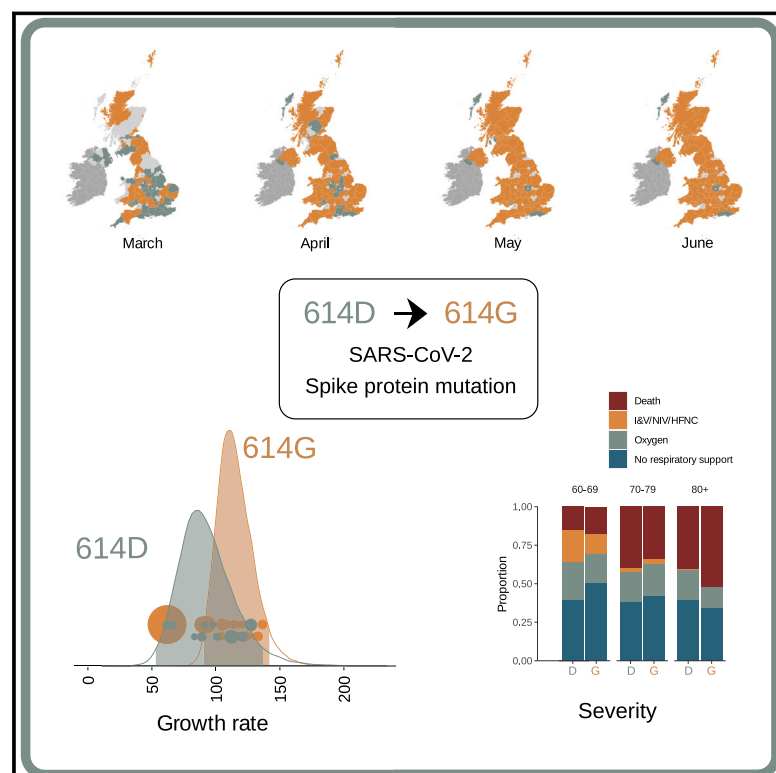 March
April
May
June
614D → 614G
SARS-CoV-2
Spike protein mutation
614G
614D
0
50
100
150
200
Growth rate
Death
I&V/NIV/HFNC
Oxygen
No respiratory support
60-69
70-79
80+
1,00
0.75
0,50
0.25
0,00
Proportion
D
G
D
G
D
G
Severity